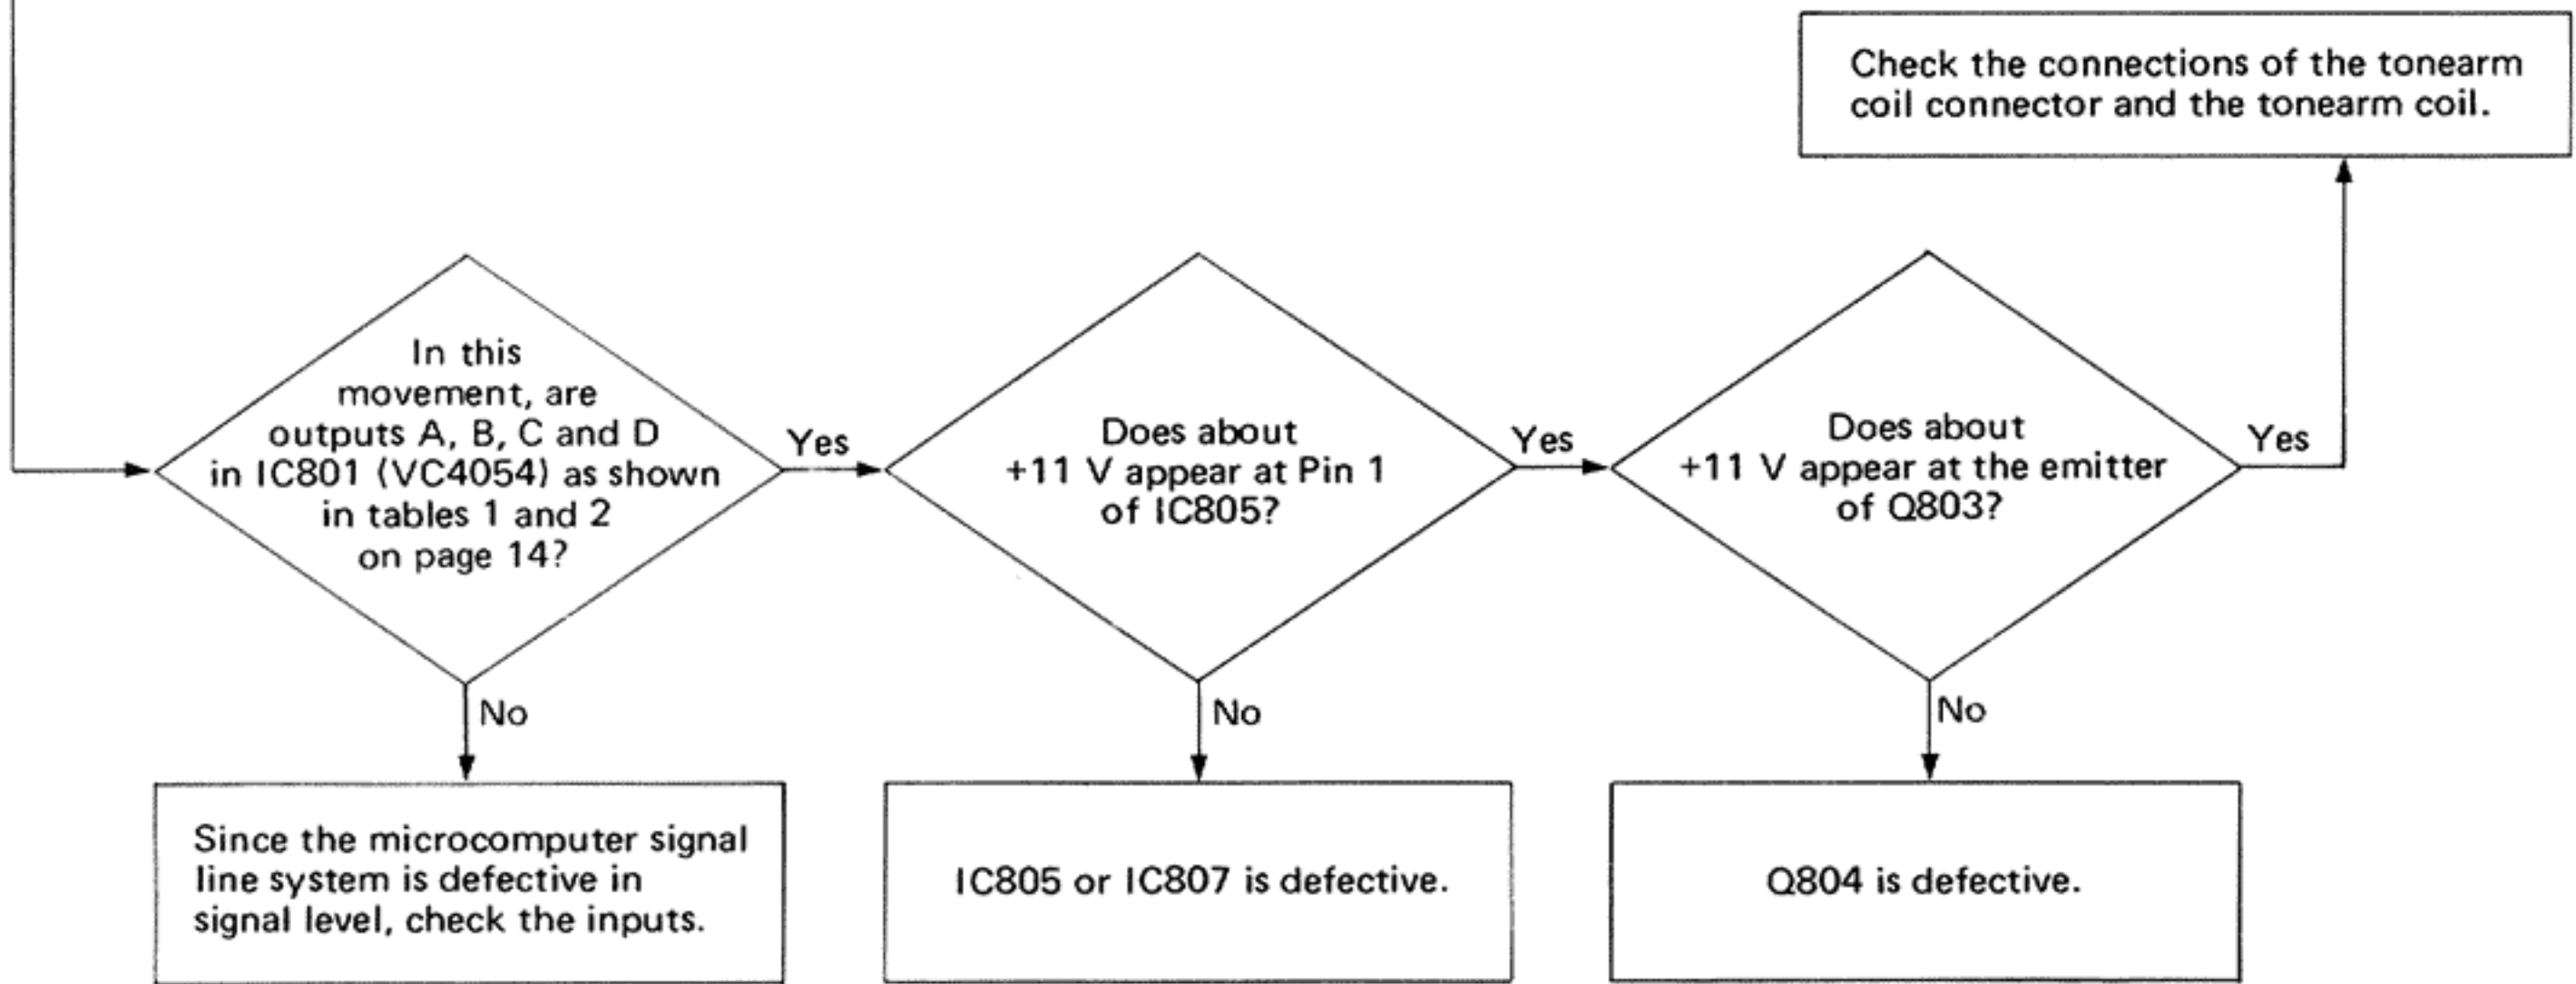 Check the connections of the tonearm
coil connector and the tonearm coil.
In this
movement, are
outputs A, B, C and D
in IC801 (VC4054) as shown
in tables 1 and 2
on page 14?
Yes
Does about
+11 V appear at Pin 1
of IC805?
Yes
Does about
+11 V appear at the emitter
of Q803?
Yes
No
No
No
Since the microcomputer signal
line system is defective in
signal level, check the inputs.
IC805 or IC807 is defective.
Q804 is defective.